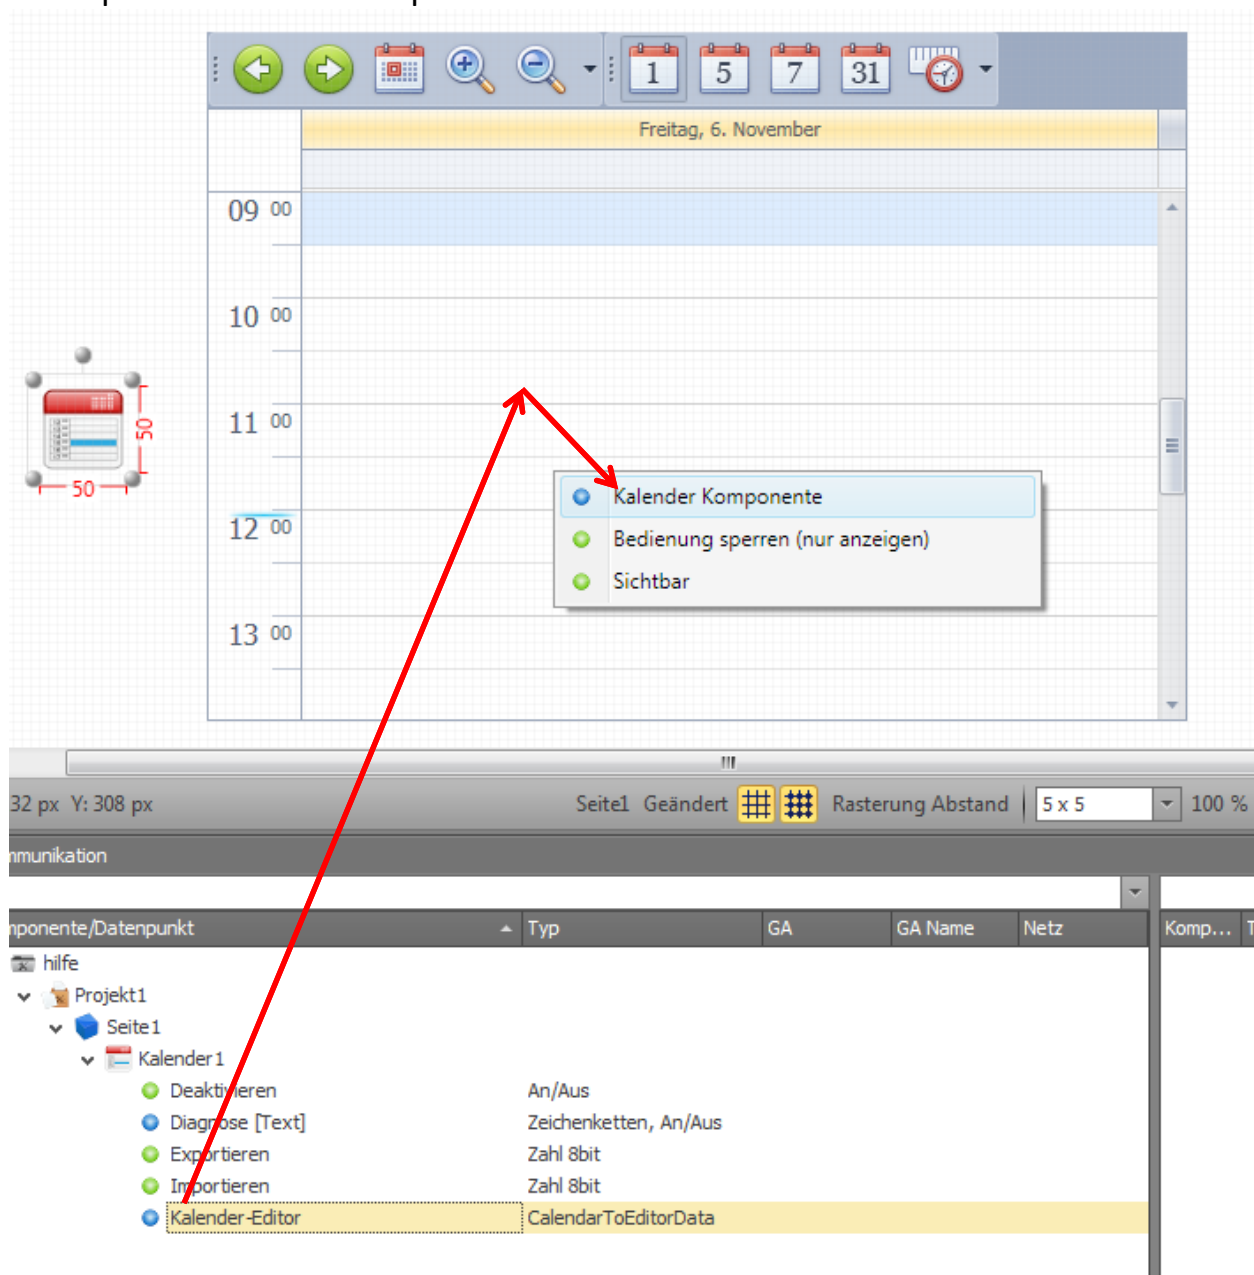 1 5 7 31
Freitag, 6. November
09 00
10 00
11 00
50
50
Kalender Komponente
12 00
Bedienung sperren (nur anzeigen)
Sichtbar
13 00
32 px Y: 308 px Seite1 Geändert Rasterung Abstand 5 x 5 100 %
mmunikation
mponente/Datenpunkt Typ GA GA Name Netz Komp... T
hilfe
Projekt1
Seite1
Kalender1
Deaktivieren An/Aus
Diagnose [Text] Zeichenketten, An/Aus
Exportieren Zahl 8bit
Importieren Zahl 8bit
Kalender-Editor CalendarToEditorData